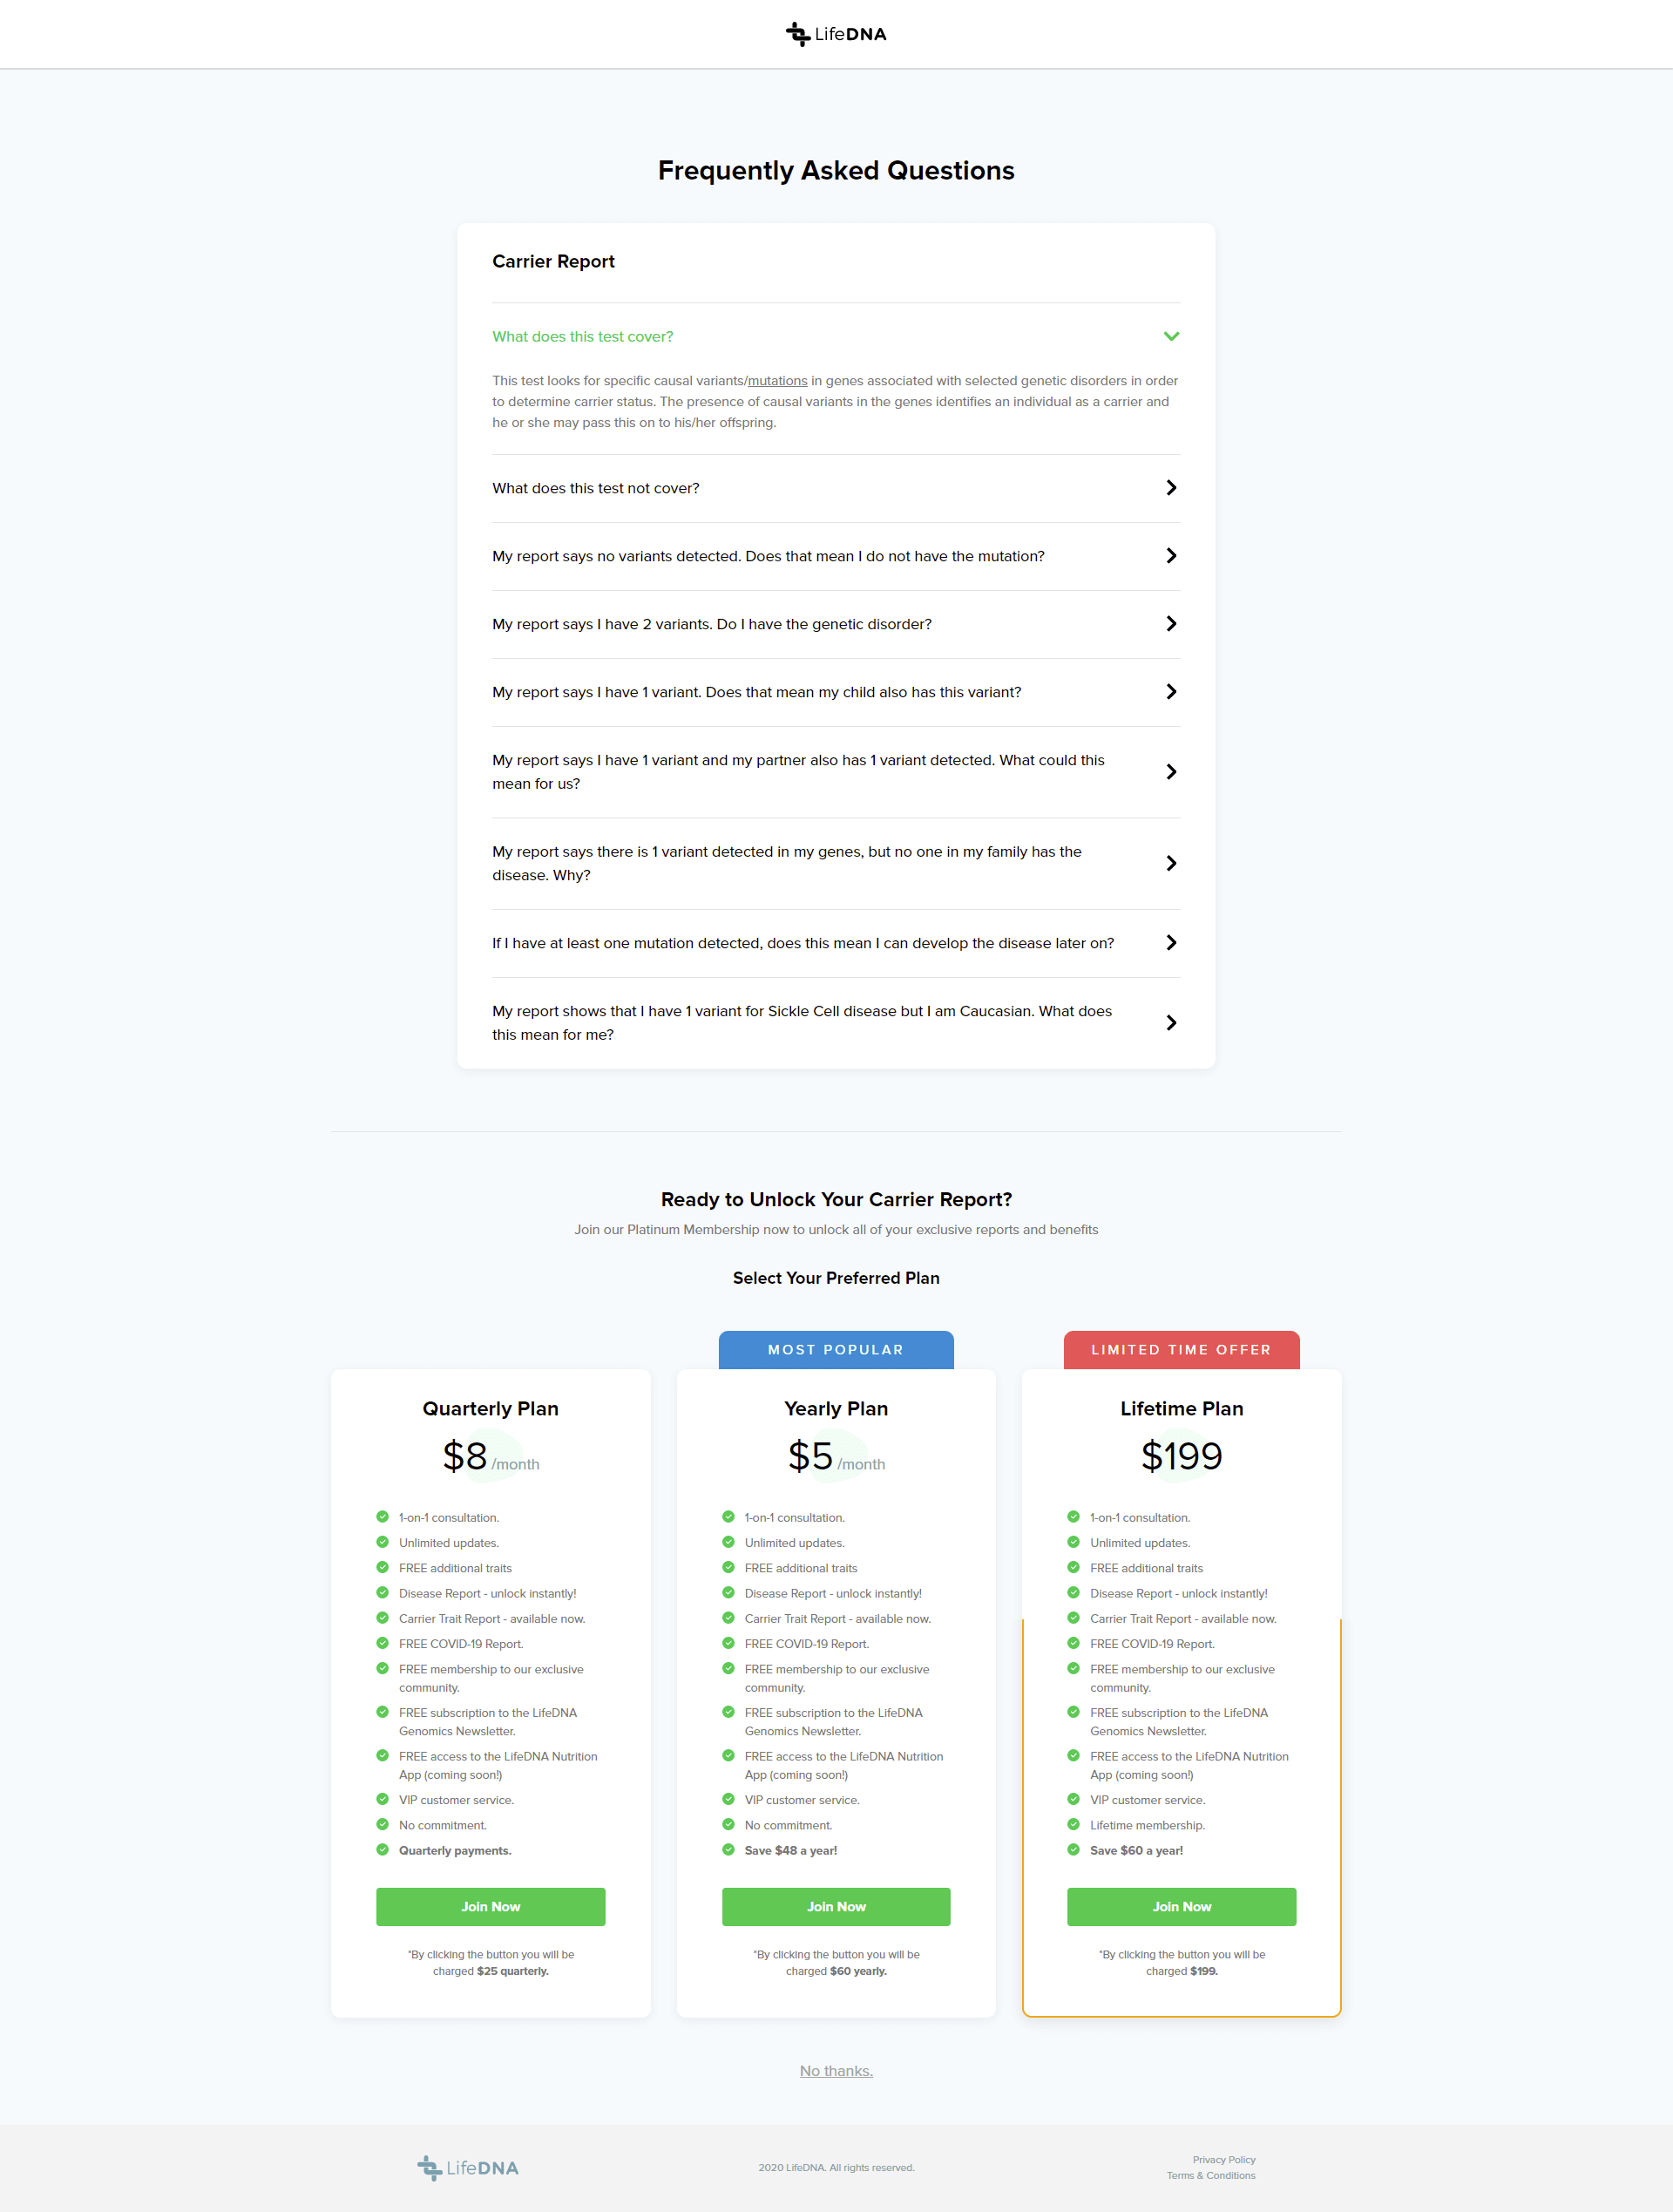 LifeDNA
Frequently Asked Questions
Carrier Report
What does this test cover?
This test looks for specific causal variants/mutations in genes associated with selected genetic disorders in order
to determine carrier status. The presence of causal variants in the genes identifies an individual as a carrier and
he or she may pass this on to his/her offspring.
What does this test not cover?
My report says no variants detected. Does that mean I do not have the mutation?
My report says I have 2 variants. Do I have the genetic disorder?
My report says I have 1 variant. Does that mean my child also has this variant?
My report says I have 1 variant and my partner also has 1 variant detected. What could this
mean for us?
My report says there is 1 variant detected in my genes, but no one in my family has the
disease. Why?
If I have at least one mutation detected, does this mean I can develop the disease later on?
My report shows that I have 1 variant for Sickle Cell disease but I am Caucasian. What does
this mean for me?
Ready to Unlock Your Carrier Report?
Join our Platinum Membership now to unlock all of your exclusive reports and benefits
Select Your Preferred Plan
Quarterly Plan
$8 /month
1-on-1 consultation.
Unlimited updates.
FREE additional traits
Disease Report - unlock instantly!
Carrier Trait Report - available now.
FREE COVID-19 Report.
FREE membership to our exclusive
community.
FREE subscription to the LifeDNA
Genomics Newsletter.
FREE access to the LifeDNA Nutrition
App (coming soon!)
VIP customer service.
No commitment.
Quarterly payments.
Join Now
*By clicking the button you will be
charged $25 quarterly.
MOST POPULAR
Yearly Plan
$5 /month
1-on-1 consultation.
Unlimited updates.
FREE additional traits
Disease Report - unlock instantly!
Carrier Trait Report - available now.
FREE COVID-19 Report.
FREE membership to our exclusive
community.
FREE subscription to the LifeDNA
Genomics Newsletter.
FREE access to the LifeDNA Nutrition
App (coming soon!)
VIP customer service.
No commitment.
Save $48 a year!
Join Now
*By clicking the button you will be
charged $60 yearly.
LIMITED TIME OFFER
Lifetime Plan
$199
1-on-1 consultation.
Unlimited updates.
FREE additional traits
Disease Report - unlock instantly!
Carrier Trait Report - available now.
FREE COVID-19 Report.
FREE membership to our exclusive
community.
FREE subscription to the LifeDNA
Genomics Newsletter.
FREE access to the LifeDNA Nutrition
App (coming soon!)
VIP customer service.
Lifetime membership.
Save $60 a year!
Join Now
*By clicking the button you will be
charged $199.
No thanks.
LifeDNA
2020 LifeDNA. All rights reserved.
Privacy Policy
Terms & Conditions